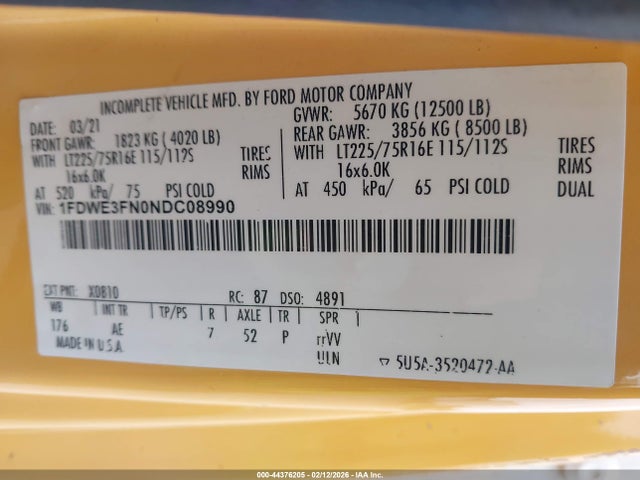 INCOMPLETE VEHICLE MFD. BY FORD MOTOR COMPANY
DATE: 03/21 GVWR: 5670 KG (12500 LB)
FRONT GAWR: 1823 KG (4020 LB) REAR GAWR: 3856 KG (8500 LB)
WITH LT225/75R16E 115/112S TIRES WITH LT225/75R16E 115/112S TIRES
16x6.0K RIMS 16x6.0K RIMS
AT 520 kPa/ 75 PSI COLD AT 450 kPa/ 65 PSI COLD DUAL
VIN: 1FDWE3FN0NDC08990
EXT PNT: XD810 RC: 87 DSO: 4891
WB INT TR TP/PS R AXLE TR SPR
176 AE 7 52 P rrVV
MADE IN U.S.A. ULN 5U5A-3520472-AA
000-44376205 - 02/12/2026 - IAA Inc.